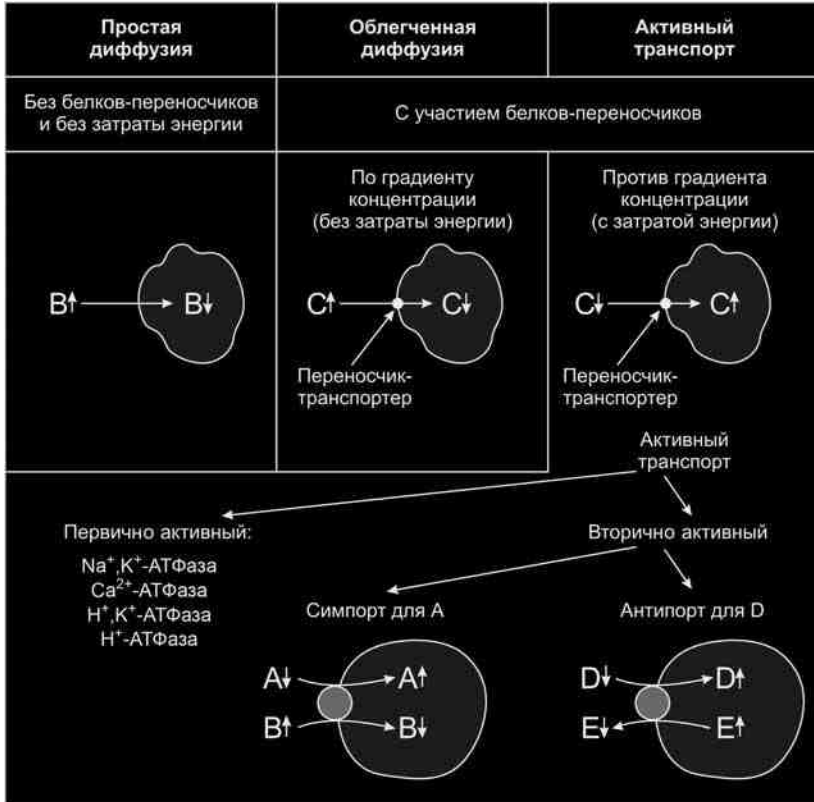 Простая
диффузия
Облегченная
диффузия
Активный
транспорт
Без белков-переносчиков
и без затраты энергии
С участием белков-переносчиков
По градиенту
концентрации
(без затраты энергии)
Против градиента
концентрации
(с затратой энергии)
B↑ B↓
C↑ C↓
C↓ C↑
Переносчик-
транспортер
Переносчик-
транспортер
Активный
транспорт
Первично активный:
Na⁺,K⁺-АТФаза
Ca²⁺-АТФаза
H⁺,K⁺-АТФаза
H⁺-АТФаза
Вторично активный
Симпорт для A
Антипорт для D
A↓ A↑
B↑ B↓
D↓ D↑
E↓ E↑